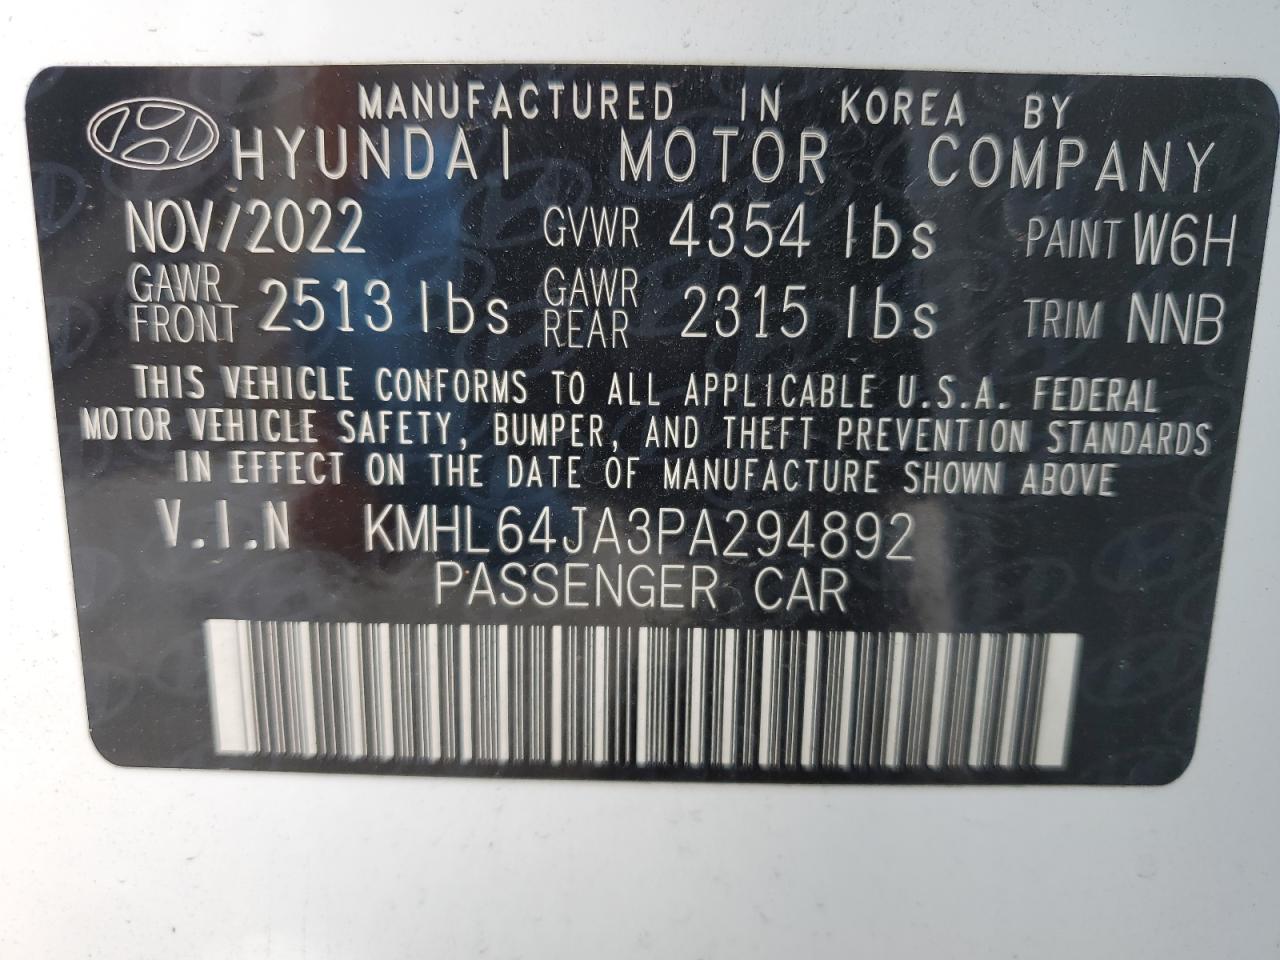 MANUFACTURED IN KOREA BY
HYUNDAI MOTOR COMPANY
NOV/2022 GVWR 4354 lbs PAINT W6H
GAWR FRONT 2513 lbs GAWR REAR 2315 lbs TRIM NNB
THIS VEHICLE CONFORMS TO ALL APPLICABLE U.S.A. FEDERAL
MOTOR VEHICLE SAFETY, BUMPER, AND THEFT PREVENTION STANDARDS
IN EFFECT ON THE DATE OF MANUFACTURE SHOWN ABOVE
V.I.N KMHL64JA3PA294892
PASSENGER CAR